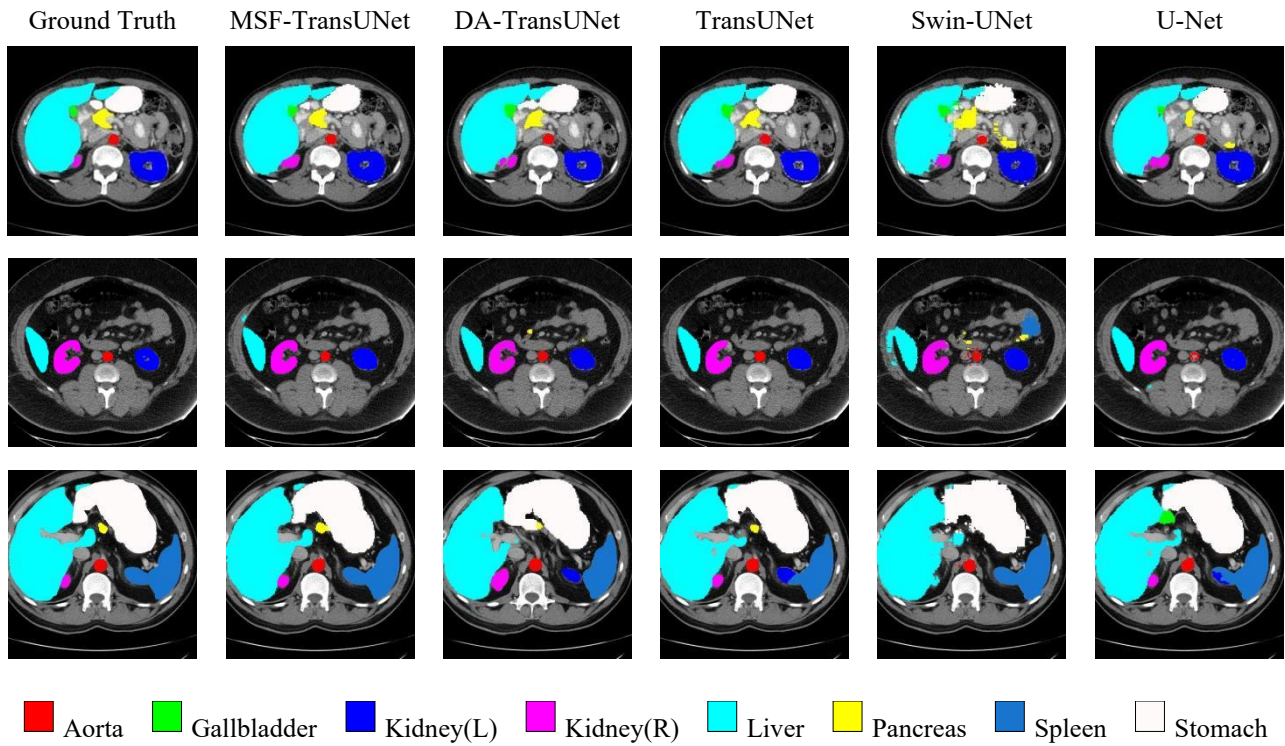 Ground Truth MSF-TransUNet DA-TransUNet TransUNet Swin-UNet U-Net
Aorta Gallbladder Kidney(L) Kidney(R) Liver Pancreas Spleen Stomach